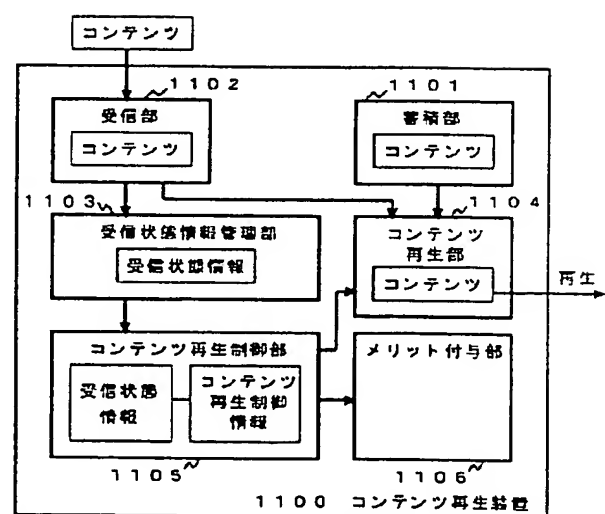 コンテンツ
1102
受信部
コンテンツ
1101
蓄積部
コンテンツ
1103
受信状態情報管理部
受信状態情報
1104
コンテンツ
再生部
コンテンツ
再生
コンテンツ再生制御部
受信状態
情報
コンテンツ
再生制御
情報
1105
メリット付与部
1106
1100 コンテンツ再生装置